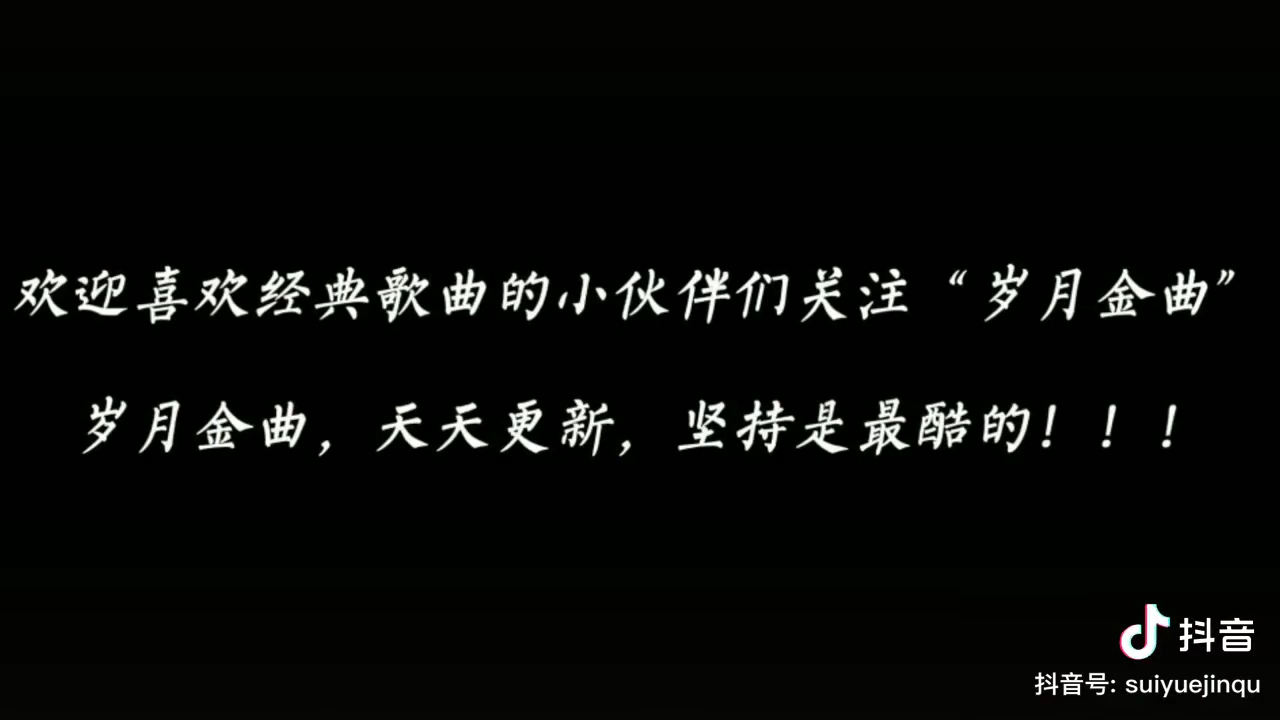 欢迎喜欢经典歌曲的小伙伴们关注“岁月金曲”
岁月金曲，天天更新，坚持是最酷的！！！
抖音
抖音号: suiyuejinqu